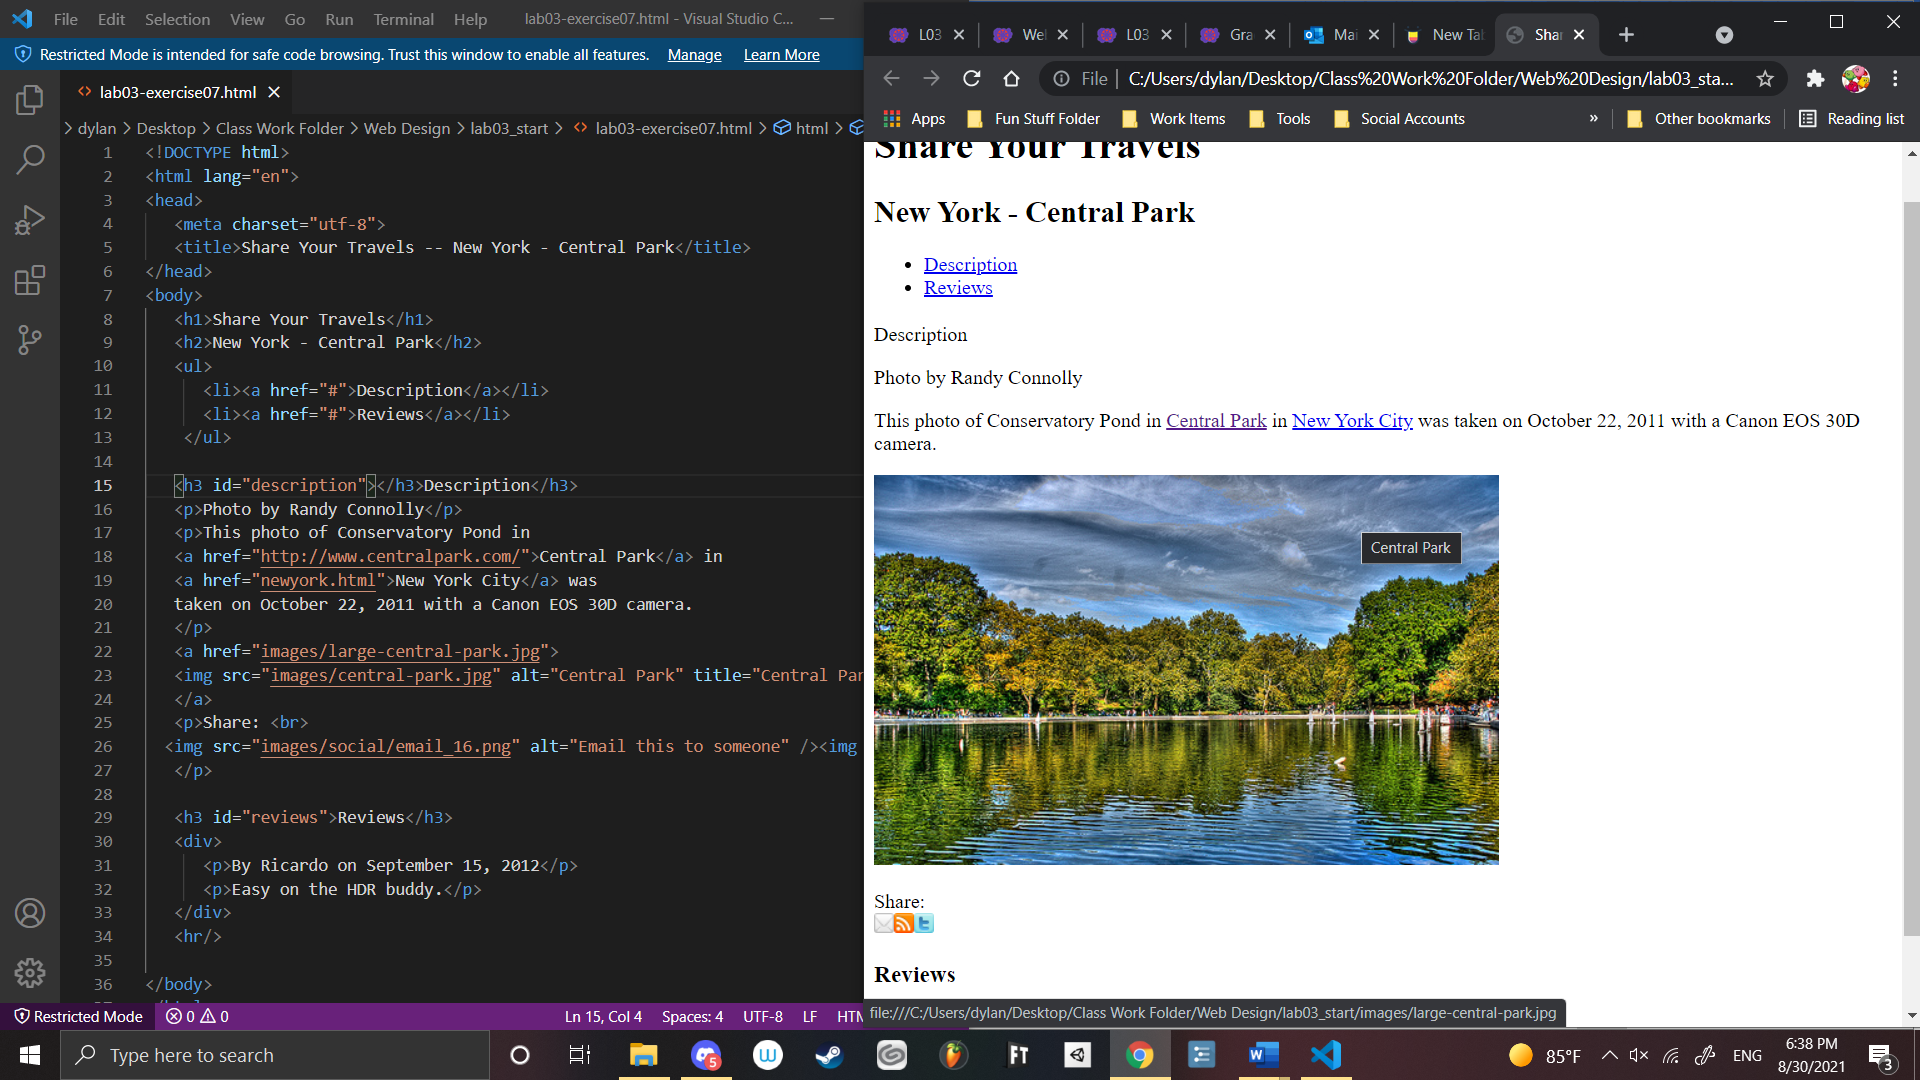 File Edit Selection View Go Run Terminal Help lab03-exercise07.html - Visual Studio C...
Restricted Mode is intended for safe code browsing. Trust this window to enable all features. Manage Learn More
lab03-exercise07.html
dylan > Desktop > Class Work Folder > Web Design > lab03_start > lab03-exercise07.html > html >
1 <!DOCTYPE html>
2 <html lang="en">
3 <head>
4 <meta charset="utf-8">
5 <title>Share Your Travels -- New York - Central Park</title>
6 </head>
7 <body>
8 <h1>Share Your Travels</h1>
9 <h2>New York - Central Park</h2>
10 <ul>
11 <li><a href="#">Description</a></li>
12 <li><a href="#">Reviews</a></li>
13 </ul>
14
15 <h3 id="description"></h3>Description</h3>
16 <p>Photo by Randy Connolly</p>
17 <p>This photo of Conservatory Pond in
18 <a href="http://www.centralpark.com/">Central Park</a> in
19 <a href="newyork.html">New York City</a> was
20 taken on October 22, 2011 with a Canon EOS 30D camera.
21 </p>
22 <a href="images/large-central-park.jpg">
23 <img src="images/central-park.jpg" alt="Central Park" title="Central Par
24 </a>
25 <p>Share: <br>
26 <img src="images/social/email_16.png" alt="Email this to someone" /><img
27 </p>
28
29 <h3 id="reviews">Reviews</h3>
30 <div>
31 <p>By Ricardo on September 15, 2012</p>
32 <p>Easy on the HDR buddy.</p>
33 </div>
34 <hr/>
35
36 </body>
Restricted Mode 0 0 Ln 15, Col 4 Spaces: 4 UTF-8 LF HTM
L03 Wel L03 Gra Mai New Tab Shar
File C:/Users/dylan/Desktop/Class%20Work%20Folder/Web%20Design/lab03_sta...
Apps Fun Stuff Folder Work Items Tools Social Accounts » Other bookmarks Reading list
Share Your Travels
New York - Central Park
Description
Reviews
Description
Photo by Randy Connolly
This photo of Conservatory Pond in Central Park in New York City was taken on October 22, 2011 with a Canon EOS 30D
camera.
Central Park
Share:
Reviews
file:///C:/Users/dylan/Desktop/Class Work Folder/Web Design/lab03_start/images/large-central-park.jpg
Type here to search 5 FT 85°F ENG 6:38 PM
8/30/2021 3